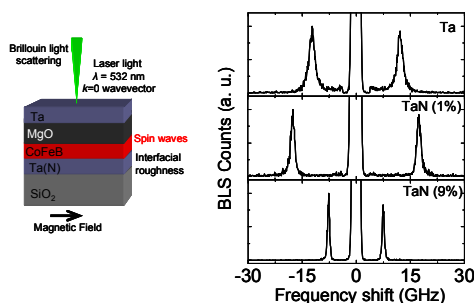 Brillouin light
scattering
Laser light
λ = 532 nm
k=0 wavevector
Ta
MgO
CoFeB
Ta(N)
SiO2
Spin waves
Interfacial
roughness
Magnetic Field
BLS Counts (a. u.)
Ta
TaN (1%)
TaN (9%)
-30 -15 0 15 30
Frequency shift (GHz)